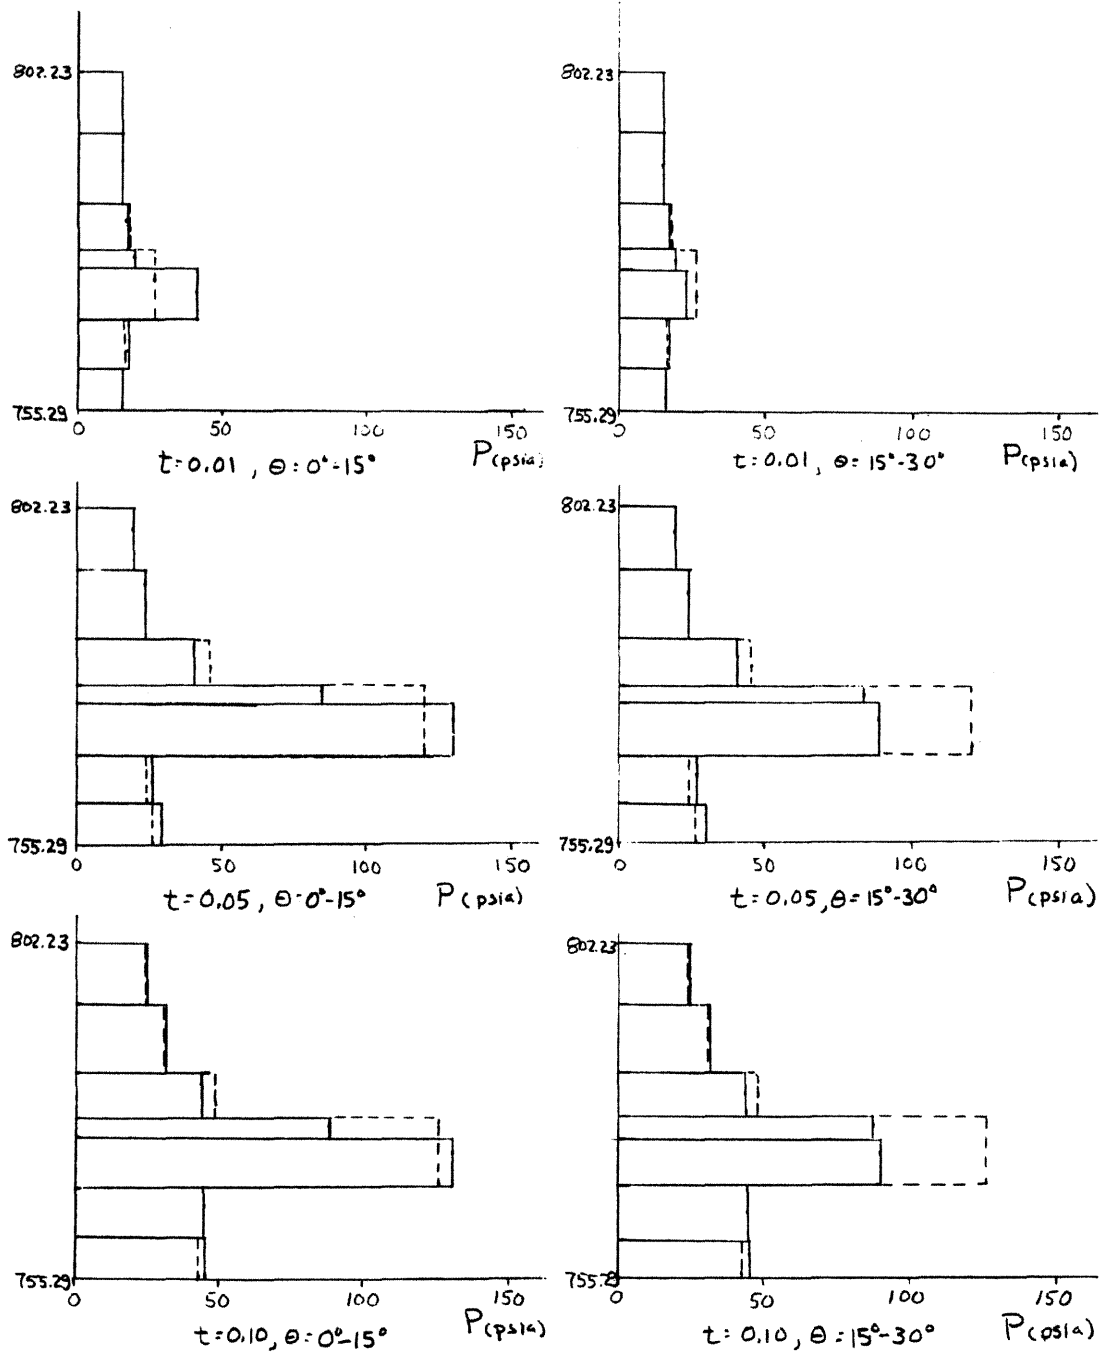 802.23
802.23
755.29
755.29
0 50 100 150
0 50 100 150
t=0.01, θ=0°-15° P(psia)
t=0.01, θ=15°-30° P(psia)
802.23
802.23
755.29
755.29
0 50 100 150
0 50 100 150
t=0.05, θ=0°-15° P(psia)
t=0.05, θ=15°-30° P(psia)
802.23
802.23
755.29
755.29
0 50 100 150
0 50 100 150
t=0.10, θ=0°-15° P(psia)
t=0.10, θ=15°-30° P(psia)